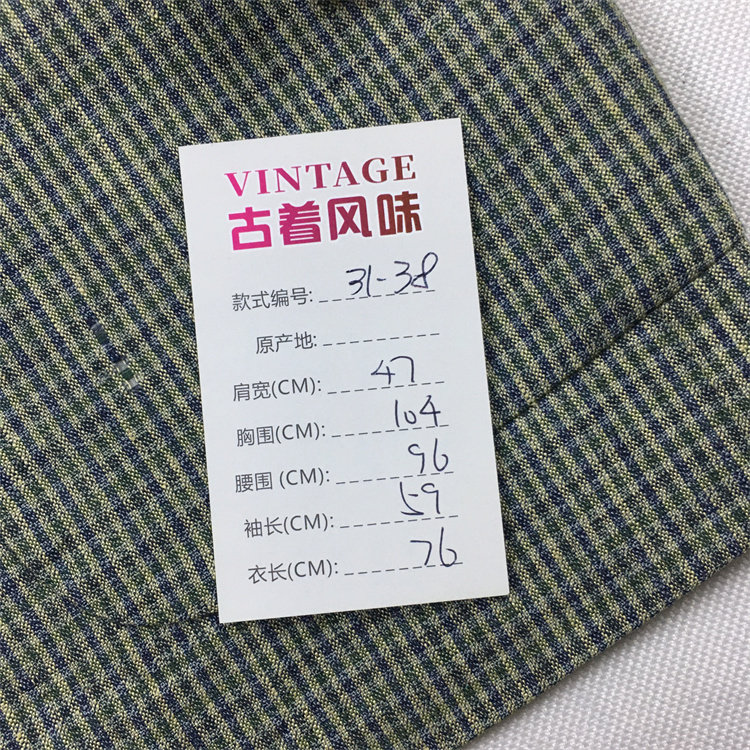 VINTAGE
古着风味
款式编号: 31-38
原产地:
肩宽(CM): 47
胸围(CM): 104
腰围 (CM): 96
袖长(CM): 59
衣长(CM): 76